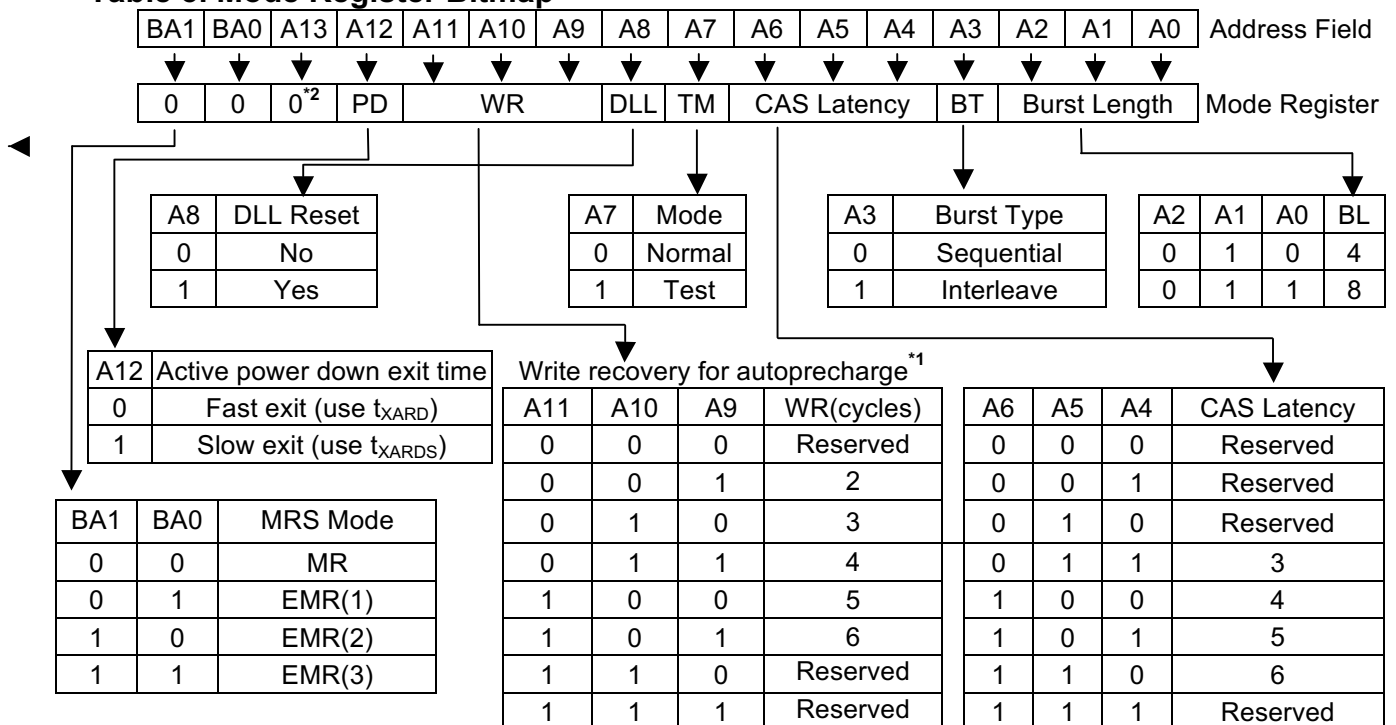 Table 5. Mode Register Bitmap
BA1 BA0 A13 A12 A11 A10 A9 A8 A7 A6 A5 A4 A3 A2 A1 A0 Address Field
0 0 0*2 PD WR DLL TM CAS Latency BT Burst Length Mode Register
A8 DLL Reset
0 No
1 Yes
A7 Mode
0 Normal
1 Test
A3 Burst Type
0 Sequential
1 Interleave
A2 A1 A0 BL
0 1 0 4
0 1 1 8
A12 Active power down exit time
0 Fast exit (use tXARD)
1 Slow exit (use tXARDS)
Write recovery for autoprecharge*1
A11 A10 A9 WR(cycles)
0 0 0 Reserved
0 0 1 2
0 1 0 3
0 1 1 4
1 0 0 5
1 0 1 6
1 1 0 Reserved
1 1 1 Reserved
A6 A5 A4 CAS Latency
0 0 0 Reserved
0 0 1 Reserved
0 1 0 Reserved
0 1 1 3
1 0 0 4
1 0 1 5
1 1 0 6
1 1 1 Reserved
BA1 BA0 MRS Mode
0 0 MR
0 1 EMR(1)
1 0 EMR(2)
1 1 EMR(3)